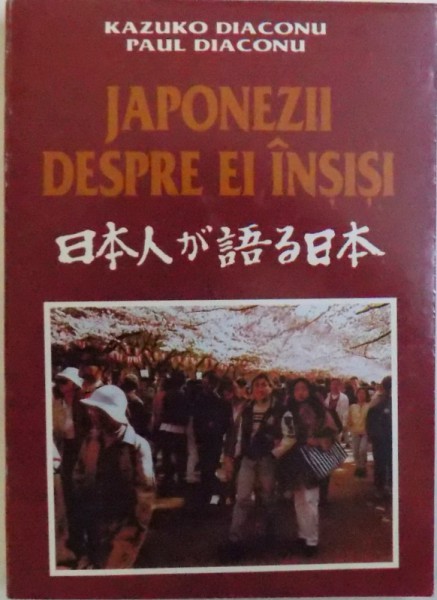 KAZUKO DIACONU
PAUL DIACONU
JAPONEZII
DESPRE EI ÎNȘIȘI
日本人が語る日本